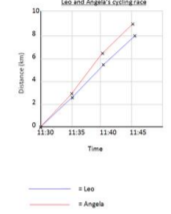 Leo and Angela's cycling race
10
8
6
4
2
0
Distance (km)
11:30 11:35 11:40 11:45
Time
= Leo
= Angela